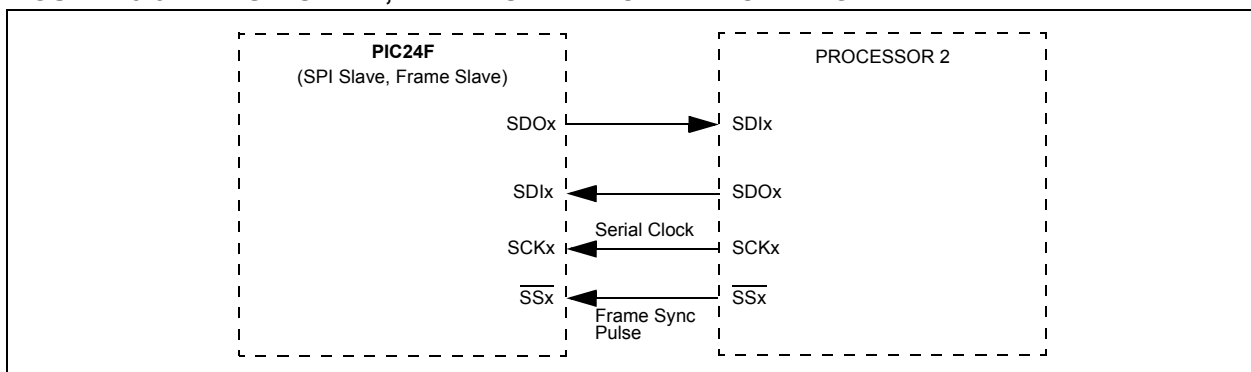 PIC24F
(SPI Slave, Frame Slave)
PROCESSOR 2
SDOx
SDIx
SDIx
SDOx
Serial Clock
SCKx
SCKx
SSx
SSx
Frame Sync
Pulse